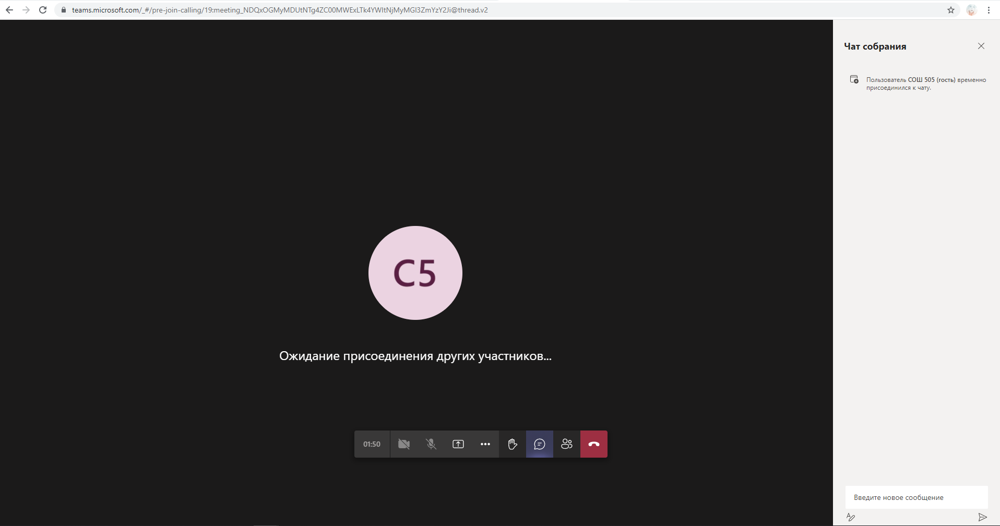 teams.microsoft.com/_#/pre-join-calling/19:meeting_NDQxOGMyMDUtNTg4ZC00MWExLTk4YWItNjMyMGI3ZmYzY2Ji@thread.v2
Чат собрания
Пользователь СОШ 505 (гость) временно
присоединился к чату.
C5
Ожидание присоединения других участников...
01:50
Введите новое сообщение